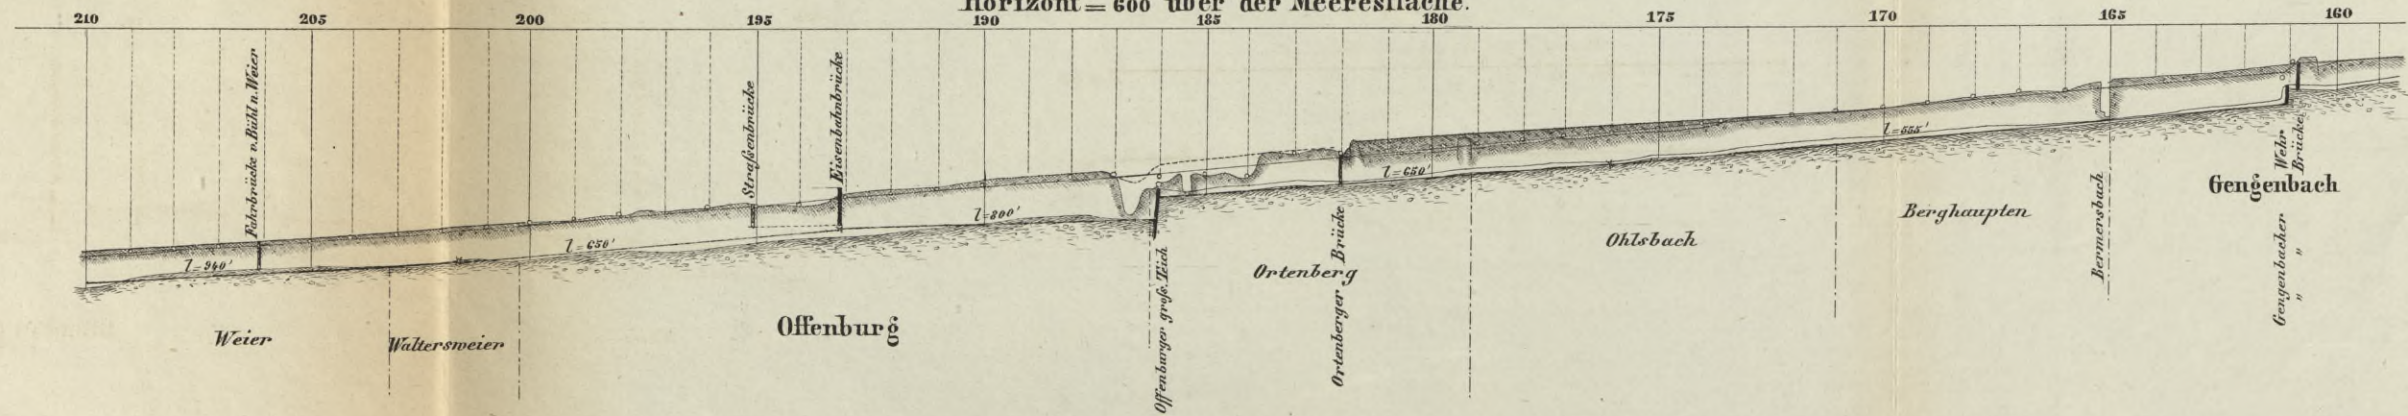 Horizont = 600 über der Meeresfläche.
210 205 200 195 190 185 180 175 170 165 160
Fahrbrücke v. Bühl n. Weier
Straßenbrücke
Eisenbahnbrücke
l = 940'
l = 650'
l = 800'
l = 650'
l = 555'
Weier
Waltersweier
Offenburg
Offenburger groß. Teich
Ortenberg
Ortenberger Brücke
Ohlsbach
Berghaupten
Bermersbach
Gengenbacher Wehr
" " Brücke
Gengenbach